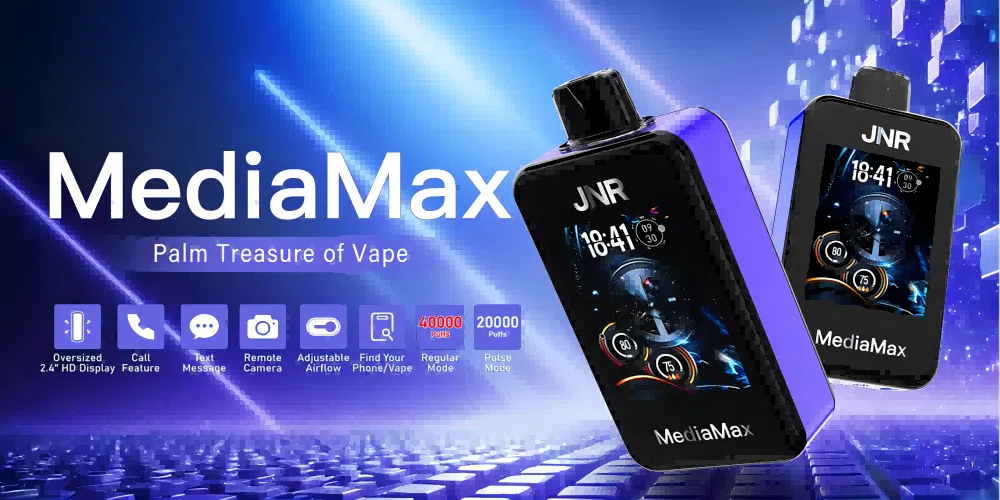 MediaMax
Palm Treasure of Vape
Oversized
2.4" HD Display
Call
Feature
Text
Message
Remote
Camera
Adjustable
Airflow
Find Your
Phone/Vape
40000
Puffs
Regular
Mode
20000
Puffs
Pulse
Mode
JNR
18:41
09
30
80
75
MediaMax
JNR
MediaMax
18:41
09
30
80
75
MediaMax